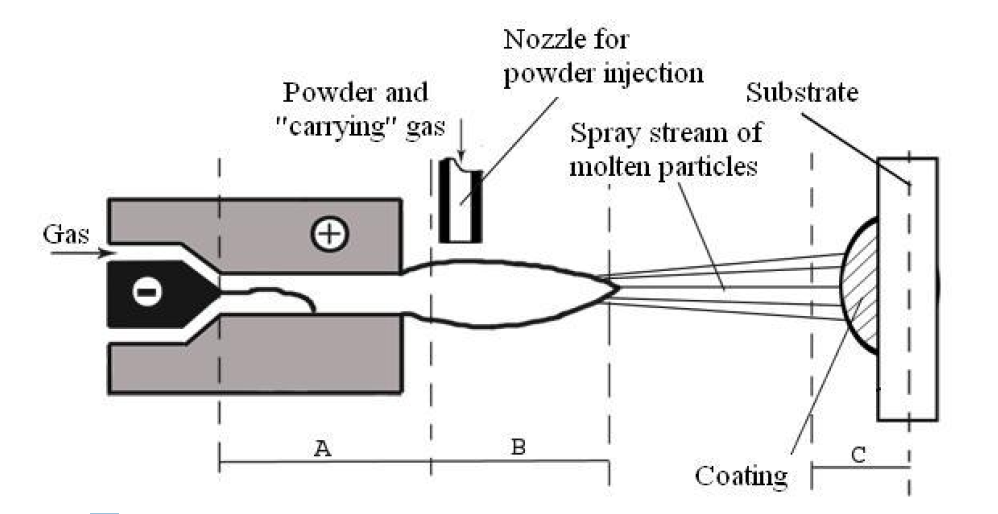 Nozzle for
powder injection
Powder and
"carrying" gas
Substrate
Spray stream of
molten particles
Gas
+
-
A
B
C
Coating